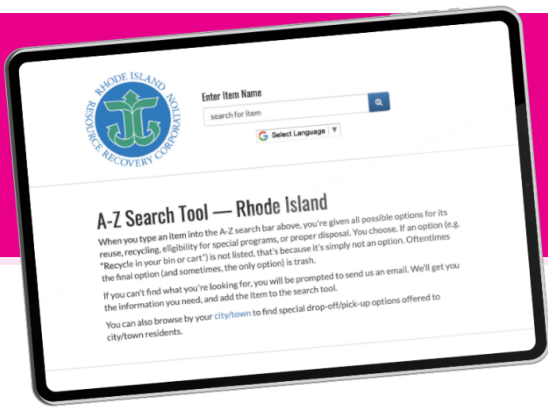 RHODE ISLAND
RESOURCE RECOVERY CORPORATION
Enter Item Name
search for item
G Select Language ▼
A-Z Search Tool — Rhode Island
When you type an item into the A-Z search bar above, you're given all possible options for its
reuse, recycling, eligibility for special programs, or proper disposal. You choose. If an option (e.g.
"Recycle in your bin or cart") is not listed, that's because it's simply not an option. Oftentimes
the final option (and sometimes, the only option) is trash.
If you can't find what you're looking for, you will be prompted to send us an email. We'll get you
the information you need, and add the item to the search tool.
You can also browse by your city/town to find special drop-off/pick-up options offered to
city/town residents.